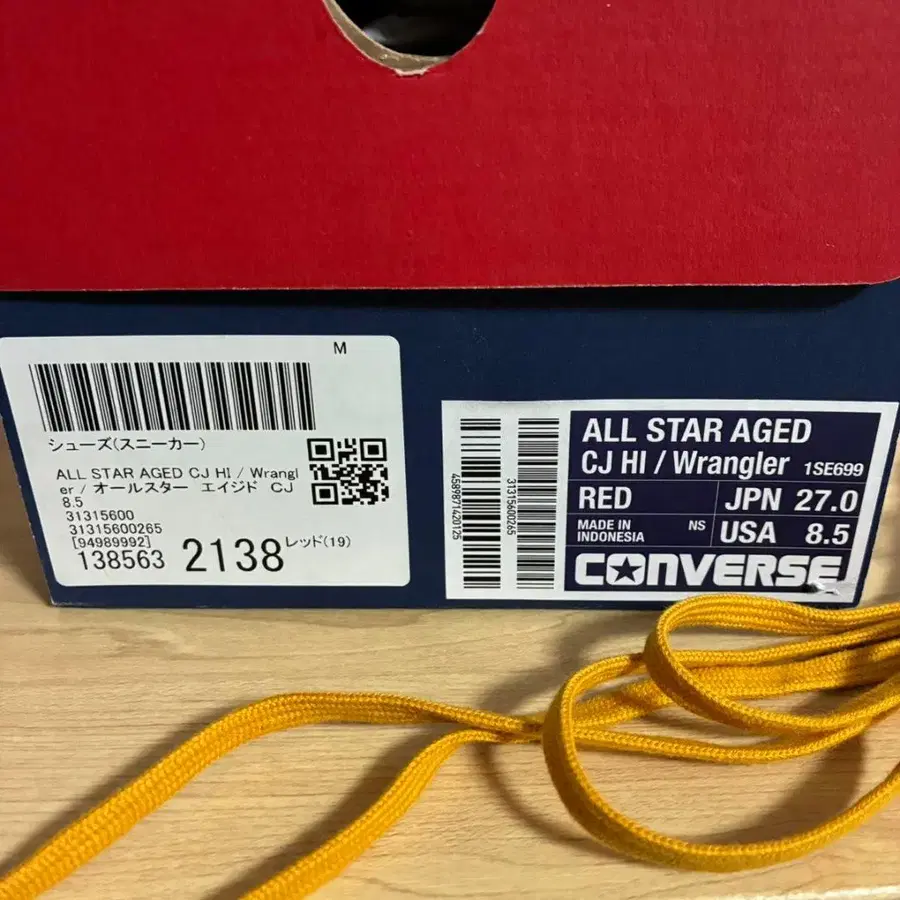 M
シューズ(スニーカー)
ALL STAR AGED CJ HI / Wrangl
er / オールスター エイジド CJ
8.5
31315600
31315600265
[94989992]
138563 2138 レッド(19)
4589871420125
31315600265
ALL STAR AGED
CJ HI / Wrangler 1SE699
RED JPN 27.0
MADE IN
INDONESIA NS USA 8.5
CONVERSE